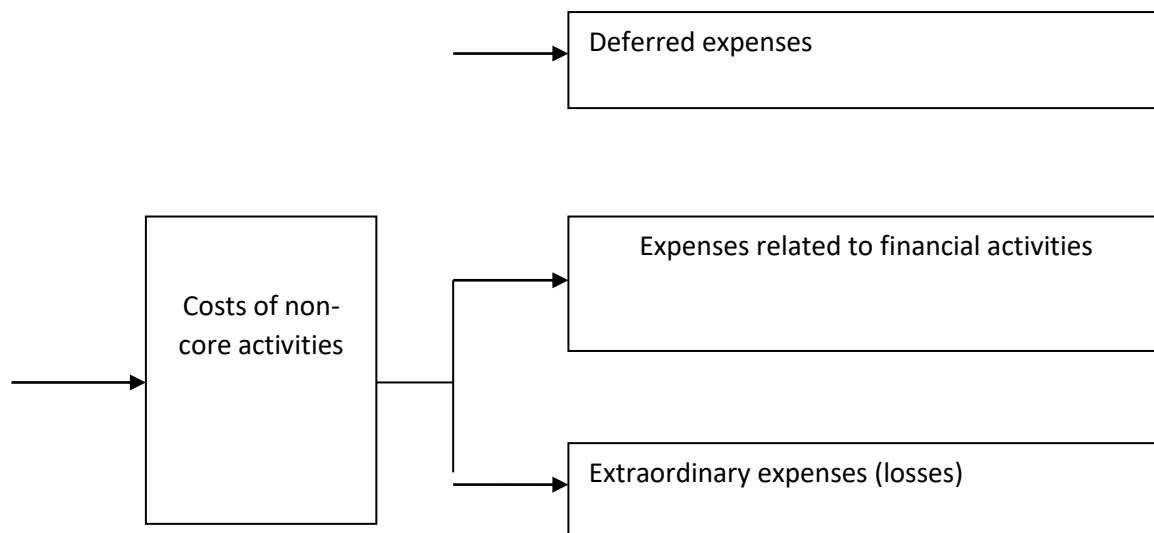 Deferred expenses
Expenses related to financial activities
Costs of non-
core activities
Extraordinary expenses (losses)